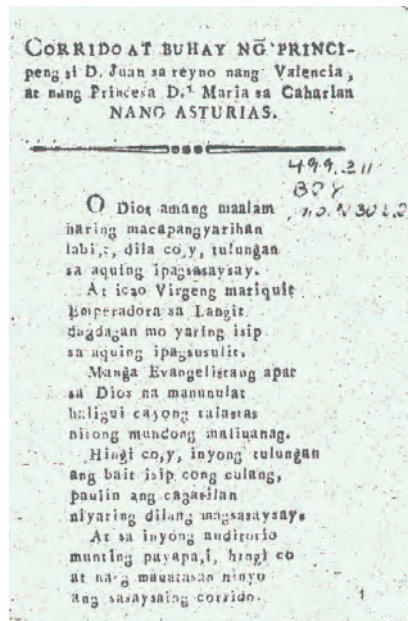 CORRIDO AT BUHAY NG̃ PRINCI-
peng si D. Juan sa reyno nang Valencia,
at nang Princesa D.ª Maria sa Caharian
NANG ASTURIAS.
499.211
O Dios amang maalam
haring macapangyarihan
labi,t, dila co,y, tulungan
sa aquing ipagsasaysay.
At icao Virgeng mariquit
Emperadora sa Langit
dagdagan mo yaring isip
sa aquing ipagsusulit.
Manga Evangelistang apat
sa Dios na manunulat
haligui cayong talastas
nitong mundong maliuanag.
Hingi co,y, inyong tulungan
ang bait isip cong culang,
paulin ang cagasilan
niyaring dilang magsasaysay.
At sa inyong auditorio
munting payapa,i, hingi co
at nang mauatasan ninyo
ang sasaysaing corrido.
1